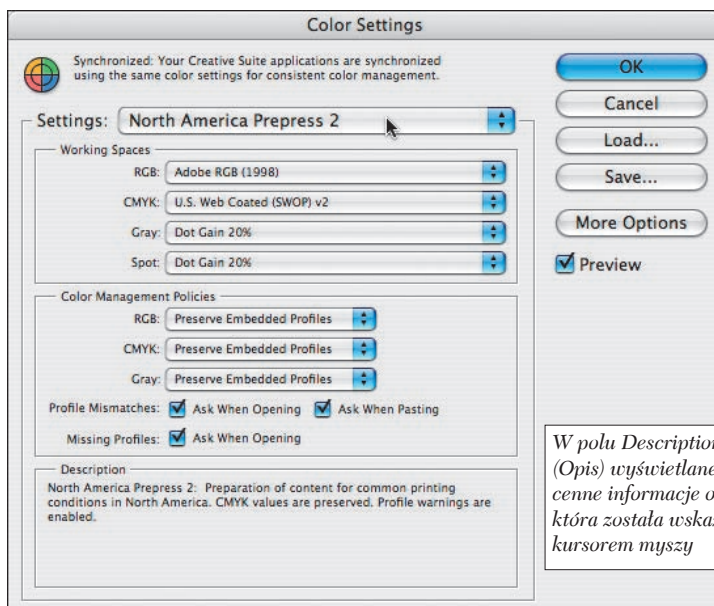 Color Settings
Synchronized: Your Creative Suite applications are synchronized
using the same color settings for consistent color management.
Settings: North America Prepress 2
Working Spaces
RGB: Adobe RGB (1998)
CMYK: U.S. Web Coated (SWOP) v2
Gray: Dot Gain 20%
Spot: Dot Gain 20%
Color Management Policies
RGB: Preserve Embedded Profiles
CMYK: Preserve Embedded Profiles
Gray: Preserve Embedded Profiles
Profile Mismatches: Ask When Opening Ask When Pasting
Missing Profiles: Ask When Opening
Description
North America Prepress 2: Preparation of content for common printing
conditions in North America. CMYK values are preserved. Profile warnings are
enabled.
OK
Cancel
Load...
Save...
More Options
Preview
W polu Description
(Opis) wyświetlane
cenne informacje o
która została
kursorem myszy